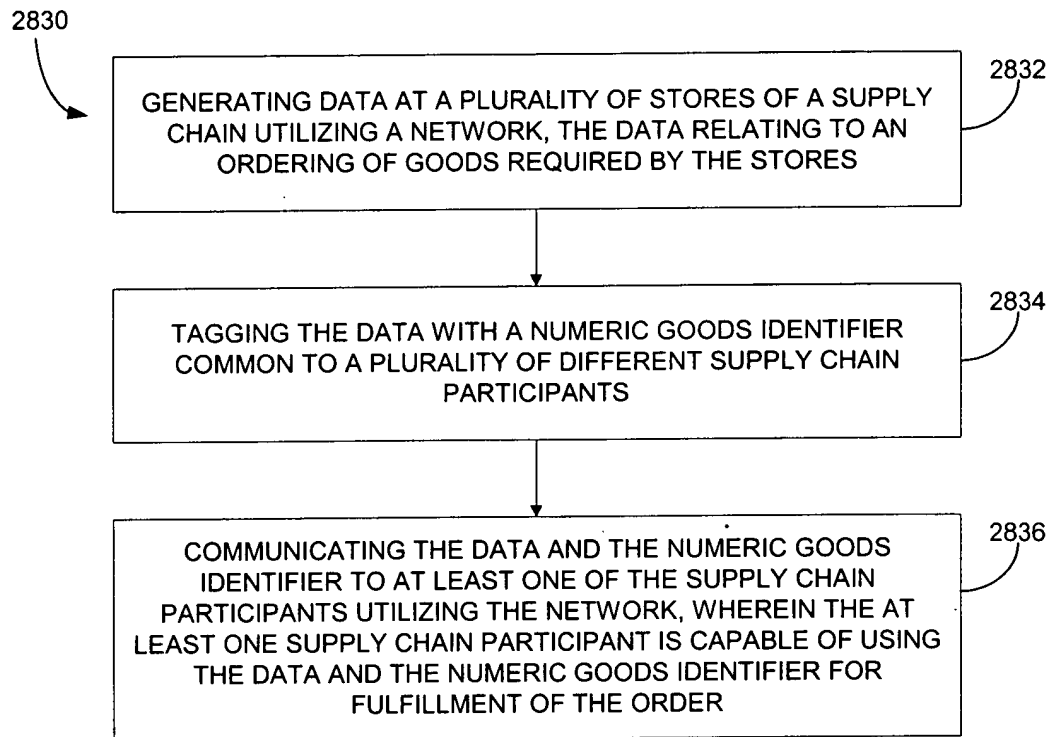 2830
2832
GENERATING DATA AT A PLURALITY OF STORES OF A SUPPLY
CHAIN UTILIZING A NETWORK, THE DATA RELATING TO AN
ORDERING OF GOODS REQUIRED BY THE STORES
2834
TAGGING THE DATA WITH A NUMERIC GOODS IDENTIFIER
COMMON TO A PLURALITY OF DIFFERENT SUPPLY CHAIN
PARTICIPANTS
2836
COMMUNICATING THE DATA AND THE NUMERIC GOODS
IDENTIFIER TO AT LEAST ONE OF THE SUPPLY CHAIN
PARTICIPANTS UTILIZING THE NETWORK, WHEREIN THE AT
LEAST ONE SUPPLY CHAIN PARTICIPANT IS CAPABLE OF USING
THE DATA AND THE NUMERIC GOODS IDENTIFIER FOR
FULFILLMENT OF THE ORDER